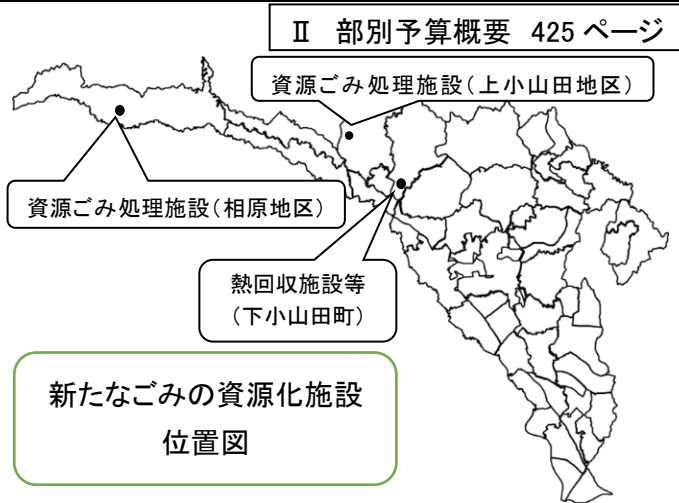 Ⅱ 部別予算概要 425 ページ
資源ごみ処理施設(上小山田地区)
資源ごみ処理施設(相原地区)
熱回収施設等
(下小山田町)
新たなごみの資源化施設
位置図